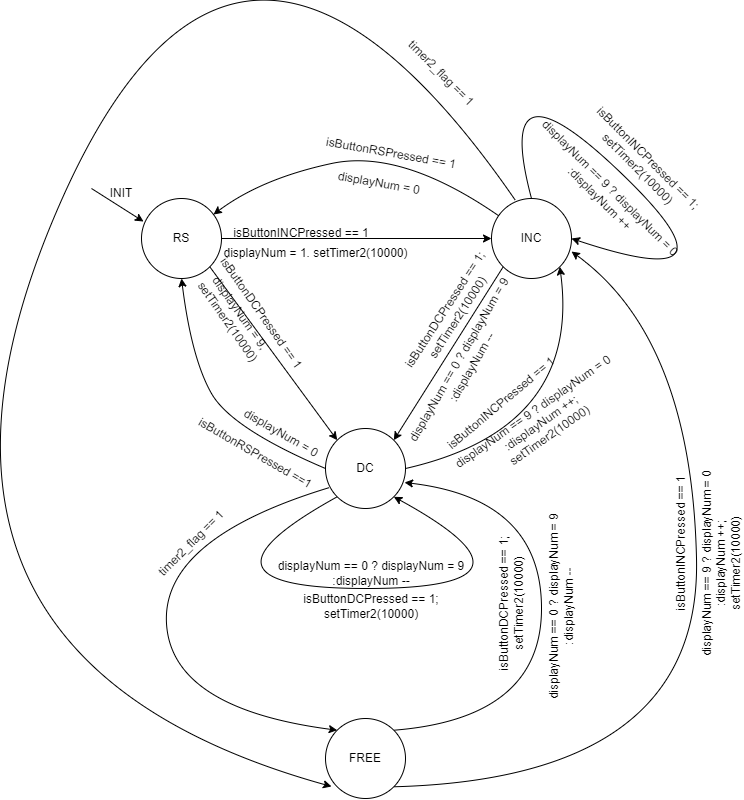 timer2_flag == 1
isButtonINCPressed == 1;
setTimer2(10000)
displayNum == 9 ? displayNum = 0
:displayNum ++
isButtonRSPressed == 1
displayNum = 0
INIT
RS
isButtonINCPressed == 1
displayNum = 1. setTimer2(10000)
INC
isButtonDCPressed == 1
displayNum = 9;
setTimer2(10000)
isButtonDCPressed == 1;
setTimer2(10000)
displayNum == 0 ? displayNum = 9
:displayNum --
isButtonINCPressed == 1
displayNum == 9 ? displayNum = 0
:displayNum ++;
setTimer2(10000)
displayNum = 0
isButtonRSPressed ==1
DC
timer2_flag == 1
displayNum == 0 ? displayNum = 9
:displayNum --
isButtonDCPressed == 1;
setTimer2(10000)
isButtonDCPressed == 1;
setTimer2(10000)
displayNum == 0 ? displayNum = 9
:displayNum --
isButtonINCPressed == 1
displayNum == 9 ? displayNum = 0
:displayNum ++;
setTimer2(10000)
FREE